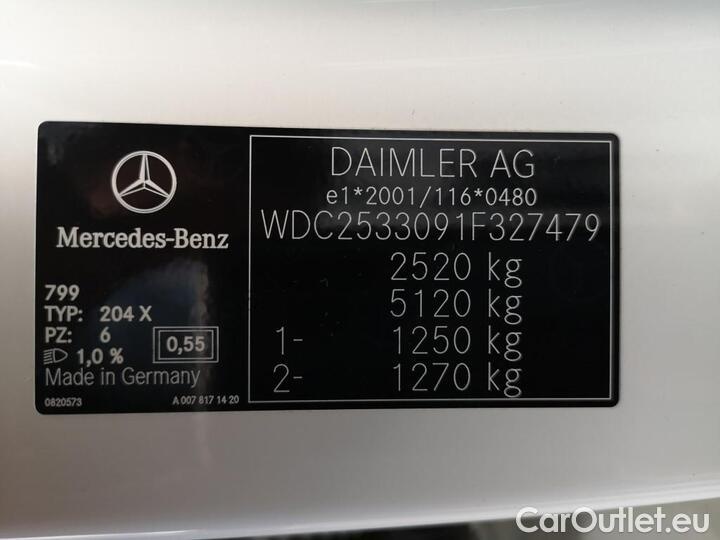 Mercedes-Benz
799
TYP: 204 X
PZ: 6
1,0 %
0,55
Made in Germany
0820573
A 007 817 14 20
DAIMLER AG
e1*2001/116*0480
WDC2533091F327479
2520 kg
5120 kg
1- 1250 kg
2- 1270 kg
CarOutlet.eu